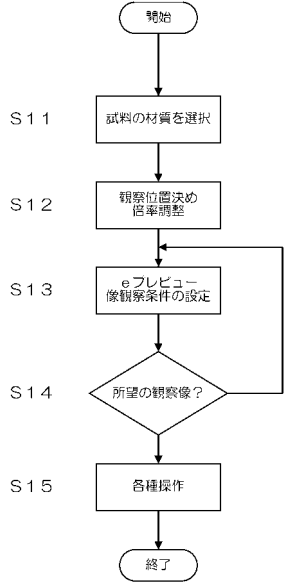 開始
S11
試料の材質を選択
S12
観察位置決め
倍率調整
S13
eプレビュー
像観察条件の設定
S14
所望の観察像?
S15
各種操作
終了